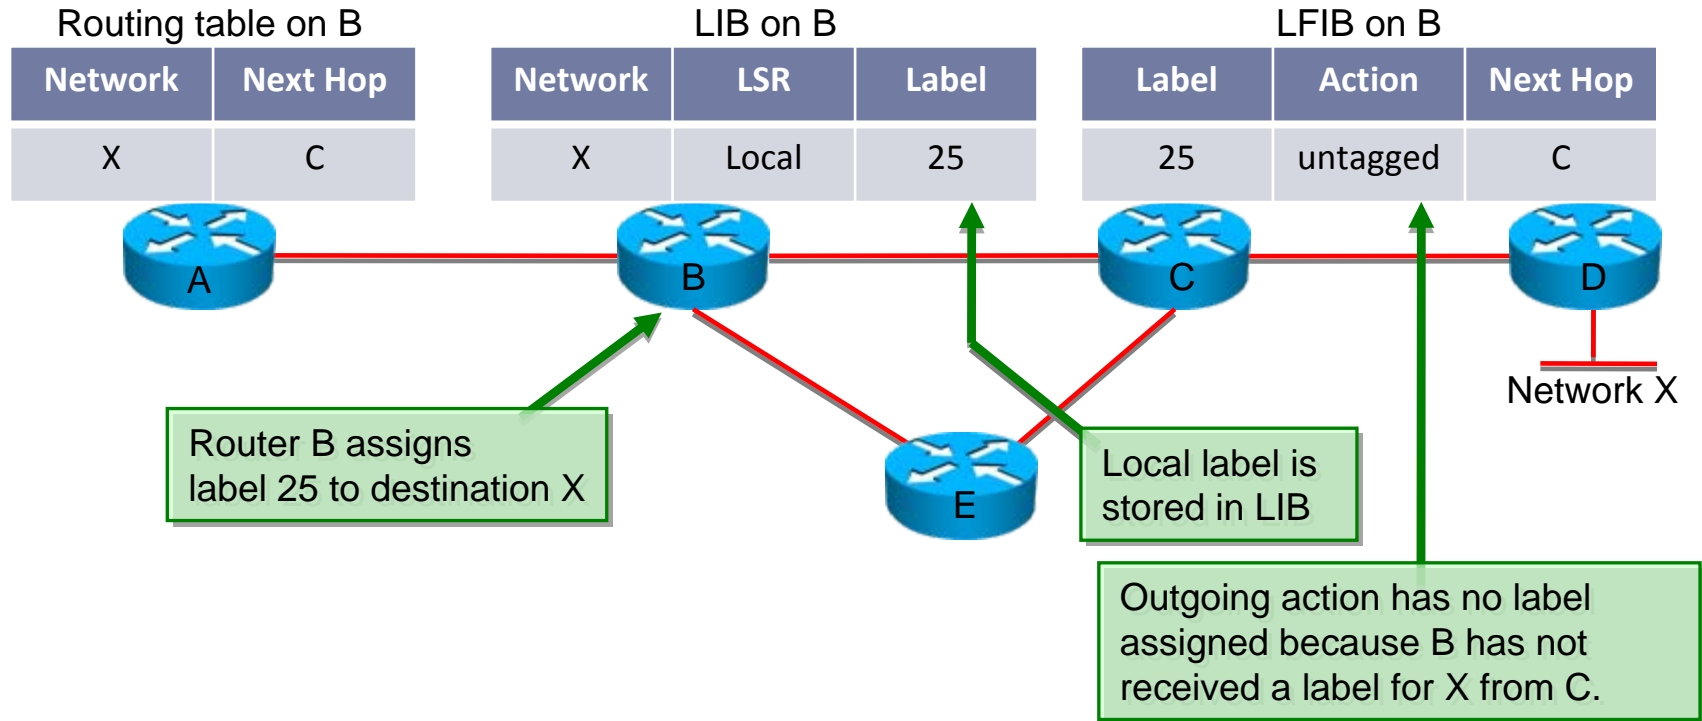 Routing table on B
LIB on B
LFIB on B
Network Next Hop
Network LSR Label
Label Action Next Hop
X C
X Local 25
25 untagged C
A
B
C
D
Network X
Router B assigns
label 25 to destination X
E
Local label is
stored in LIB
Outgoing action has no label
assigned because B has not
received a label for X from C.